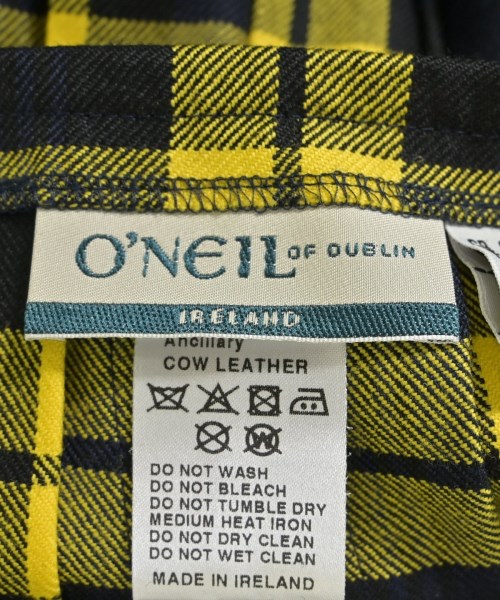 O'NEIL OF DUBLIN
IRELAND
Ancillary
COW LEATHER
W
DO NOT WASH
DO NOT BLEACH
DO NOT TUMBLE DRY
MEDIUM HEAT IRON
DO NOT DRY CLEAN
DO NOT WET CLEAN
MADE IN IRELAND